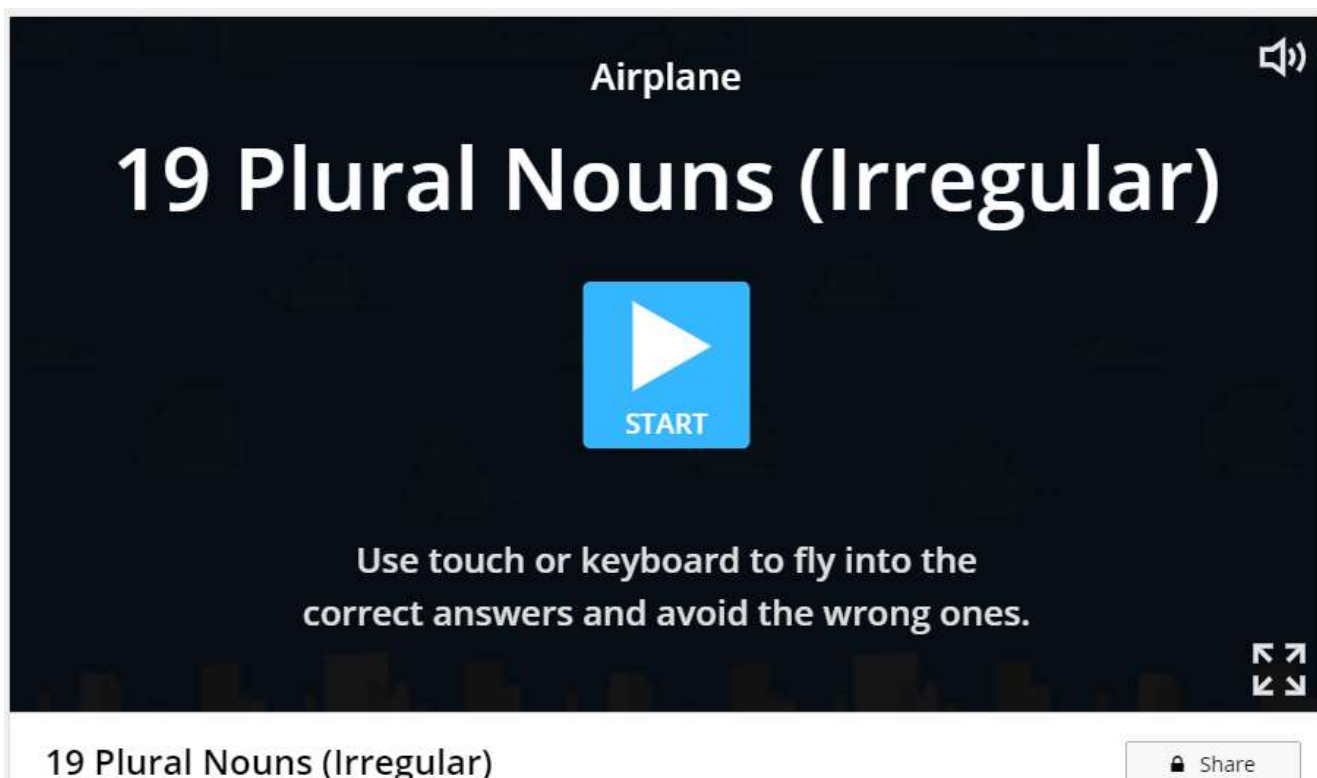 Airplane
19 Plural Nouns (Irregular)
START
Use touch or keyboard to fly into the
correct answers and avoid the wrong ones.
19 Plural Nouns (Irregular)
Share